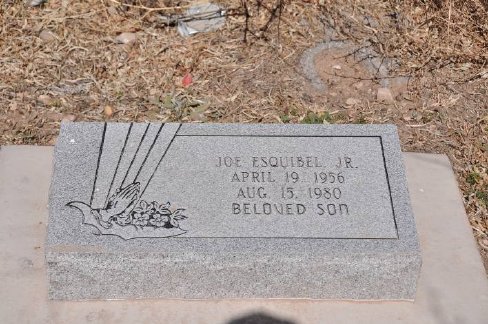 JOE ESQUIBEL JR.
APRIL 19 1956
AUG. 15, 1980
BELOVED SON